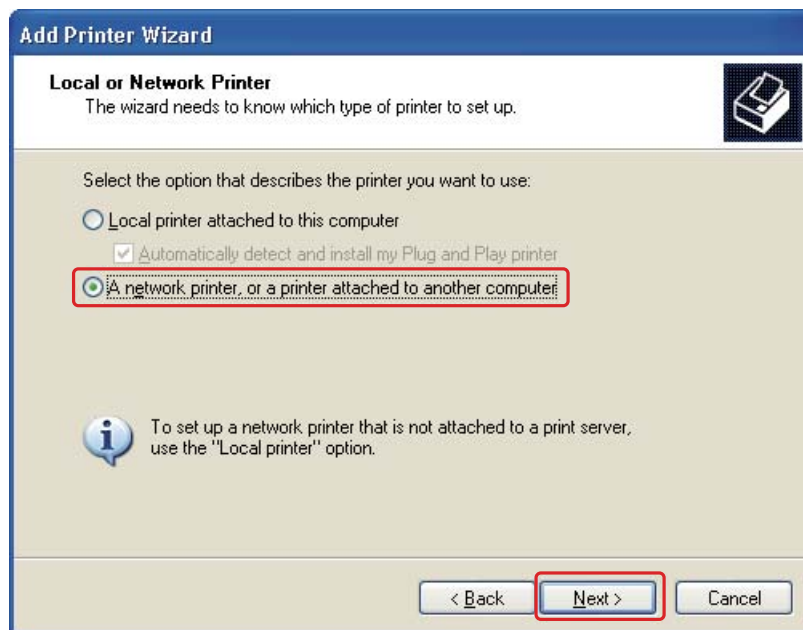 Add Printer Wizard
Local or Network Printer
The wizard needs to know which type of printer to set up.
Select the option that describes the printer you want to use:
Local printer attached to this computer
Automatically detect and install my Plug and Play printer
A network printer, or a printer attached to another computer
To set up a network printer that is not attached to a print server,
use the "Local printer" option.
< Back
Next >
Cancel